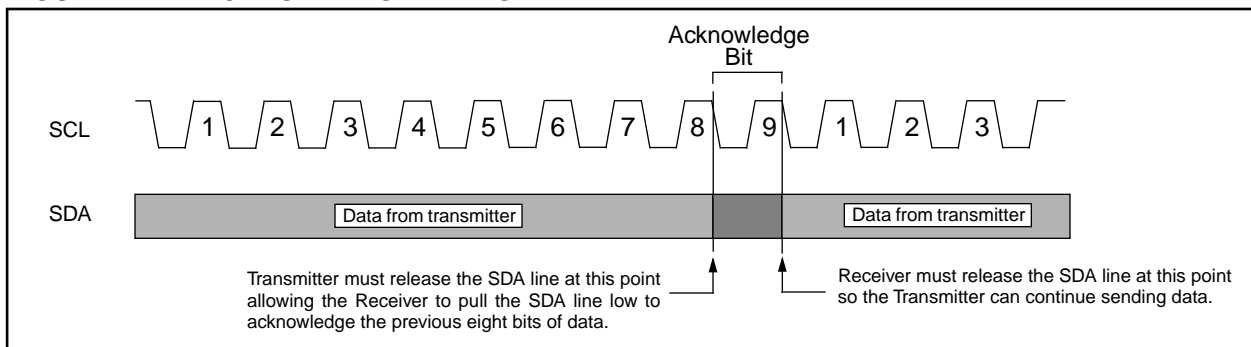 Acknowledge
Bit
SCL
1 2 3 4 5 6 7 8 9 1 2 3
SDA
Data from transmitter
Data from transmitter
Transmitter must release the SDA line at this point
allowing the Receiver to pull the SDA line low to
acknowledge the previous eight bits of data.
Receiver must release the SDA line at this point
so the Transmitter can continue sending data.